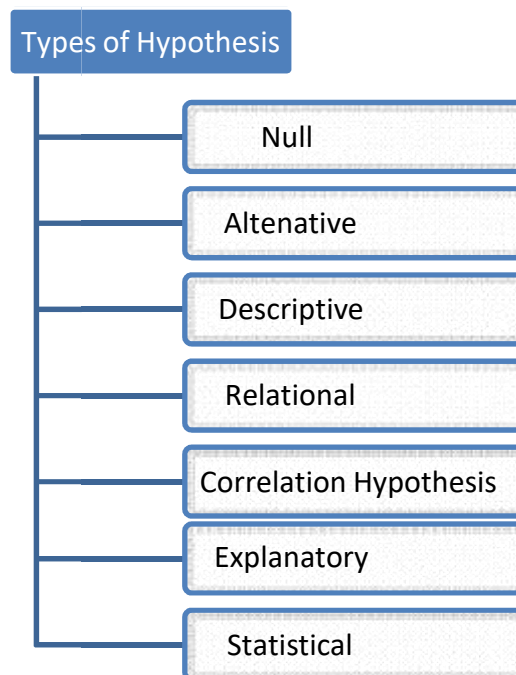 Types of Hypothesis
Null
Altenative
Descriptive
Relational
Correlation Hypothesis
Explanatory
Statistical